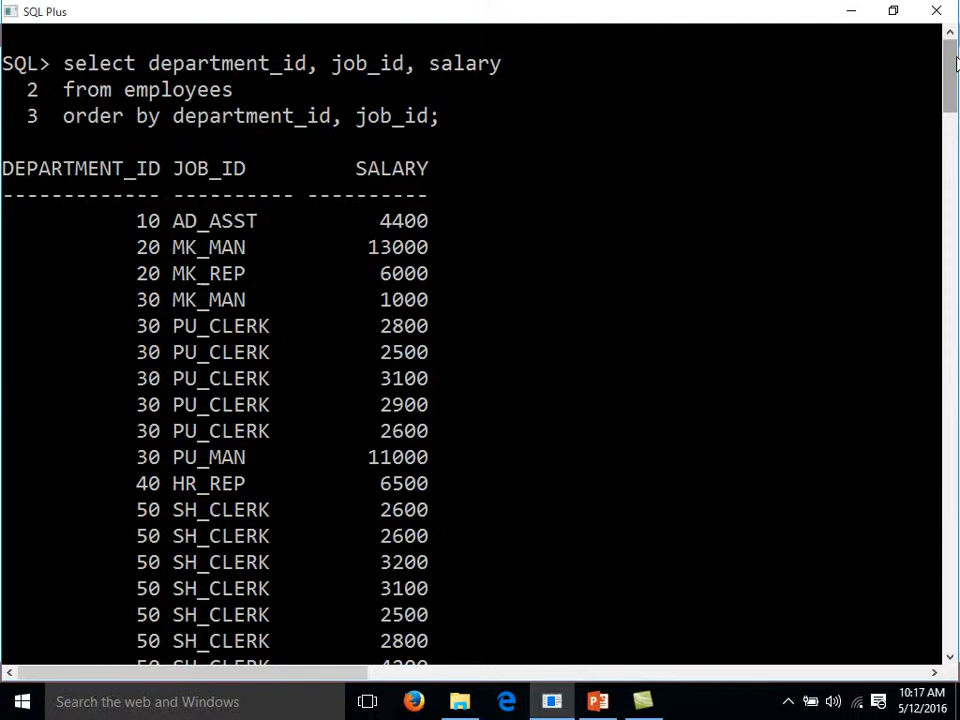 SQL Plus
SQL> select department_id, job_id, salary
2 from employees
3 order by department_id, job_id;
DEPARTMENT_ID JOB_ID SALARY
------------- ---------- ----------
10 AD_ASST 4400
20 MK_MAN 13000
20 MK_REP 6000
30 MK_MAN 1000
30 PU_CLERK 2800
30 PU_CLERK 2500
30 PU_CLERK 3100
30 PU_CLERK 2900
30 PU_CLERK 2600
30 PU_MAN 11000
40 HR_REP 6500
50 SH_CLERK 2600
50 SH_CLERK 2600
50 SH_CLERK 3200
50 SH_CLERK 3100
50 SH_CLERK 2500
50 SH_CLERK 2800
50 SH_CLERK 4200
Search the web and Windows
10:17 AM
5/12/2016